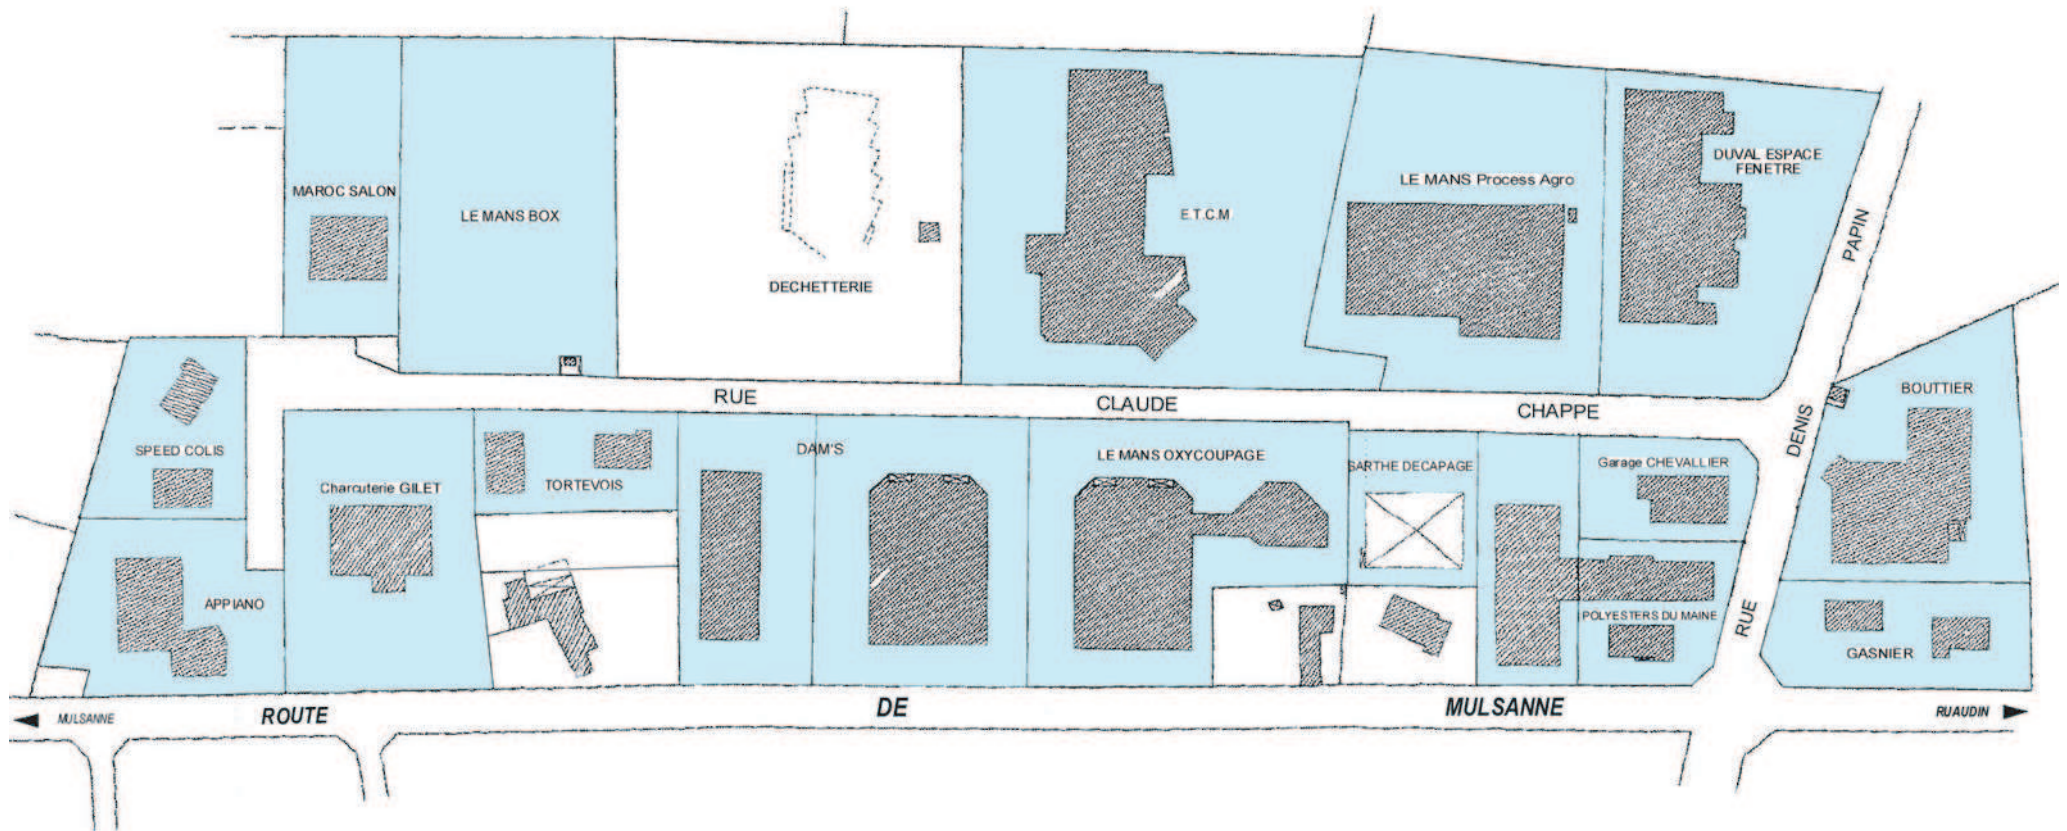 MAROC SALON
LE MANS BOX
DECHETTERIE
E.T.C.M.
LE MANS Process Agro
DUVAL ESPACE
FENETRE
RUE CLAUDE CHAPPE
RUE DENIS PAPIN
BOUTTIER
SPEED COLIS
Charcuterie GILET
TORTEVOIS
DAM'S
LE MANS OXYCOUPAGE
SARTHE DECAPAGE
Garage CHEVALLIER
APPIANO
POLYESTERS DU MAINE
GASNIER
MULSANNE
ROUTE DE MULSANNE
RUAUDIN